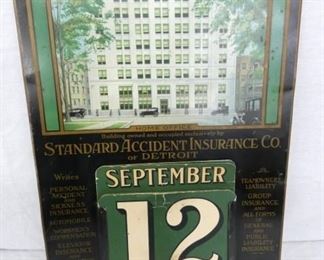 HOME OFFICE
Building owned and occupied exclusively by
STANDARD ACCIDENT INSURANCE CO.
OF DETROIT
SEPTEMBER
12
Writes
PERSONAL
ACCIDENT
AND
SICKNESS
INSURANCE
AUTOMOBILE
WORKMEN'S
COMPENSATION
ELEVATOR
INSURANCE
TEAMOWNERS
LIABILITY
GROUP
INSURANCE
AND
ALL FORMS
OF
GENERAL
AND
PUBLIC
LIABILITY
INSURANCE